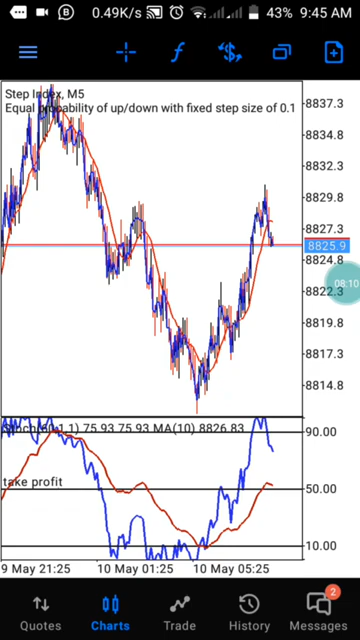 0.49K/s 43% 9:45 AM
Step Index, M5
Equal probability of up/down with fixed step size of 0.1
8837.3
8834.8
8832.3
8829.8
8827.3
8825.9
8824.8
8822.3
08:10
8819.8
8817.3
8814.8
75.93 75.93 MA(10) 8826.83
90.00
take profit
50.00
10.00
9 May 21:25 10 May 01:25 10 May 05:25
2
Quotes Charts Trade History Messages